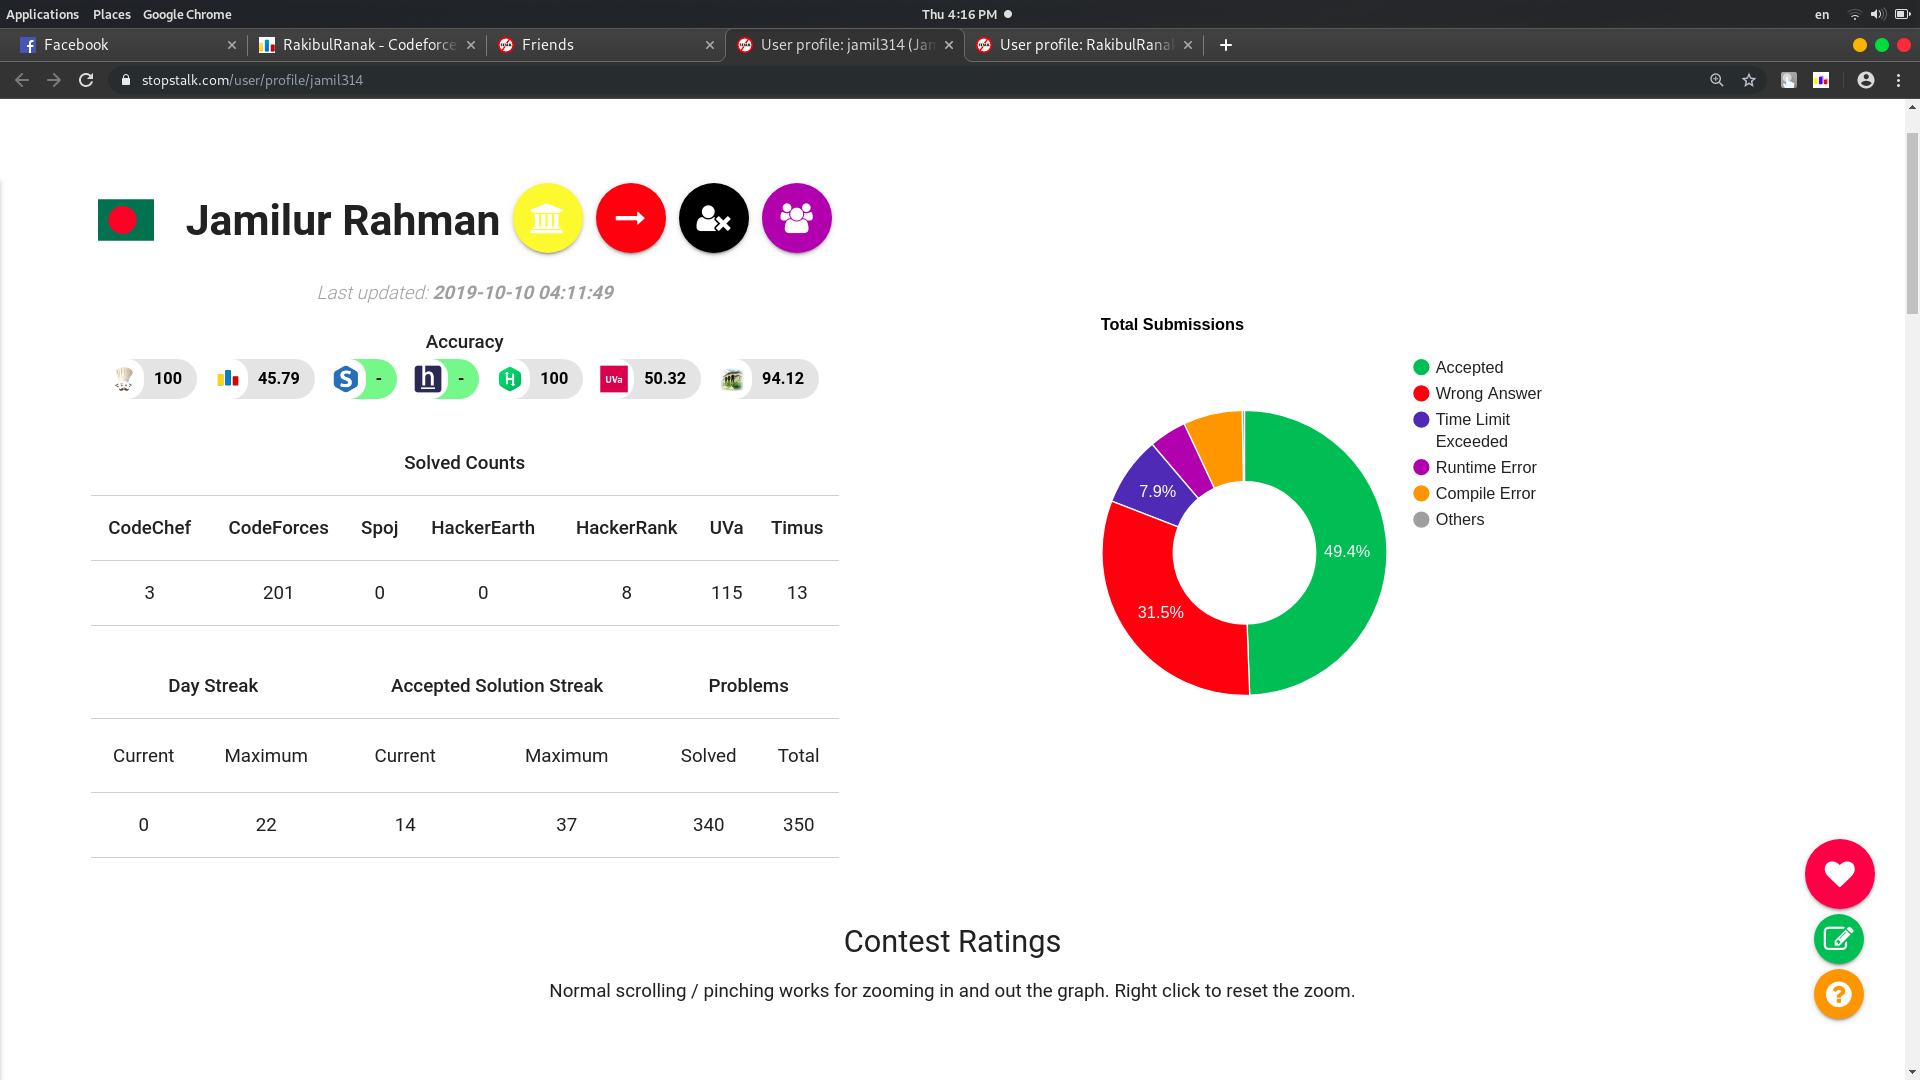 Applications Places Google Chrome Thu 4:16 PM en
Facebook RakibulRanak - Codeforce Friends User profile: jamil314 (Jam User profile: RakibulRanal
stopstalk.com/user/profile/jamil314
Jamilur Rahman
Last updated: 2019-10-10 04:11:49
Accuracy
100 45.79 S - h - H 100 UVa 50.32 94.12
Solved Counts
CodeChef CodeForces Spoj HackerEarth HackerRank UVa Timus
3 201 0 0 8 115 13
Day Streak Accepted Solution Streak Problems
Current Maximum Current Maximum Solved Total
0 22 14 37 340 350
Total Submissions
Accepted
Wrong Answer
Time Limit
Exceeded
Runtime Error
Compile Error
Others
7.9%
49.4%
31.5%
Contest Ratings
Normal scrolling / pinching works for zooming in and out the graph. Right click to reset the zoom.